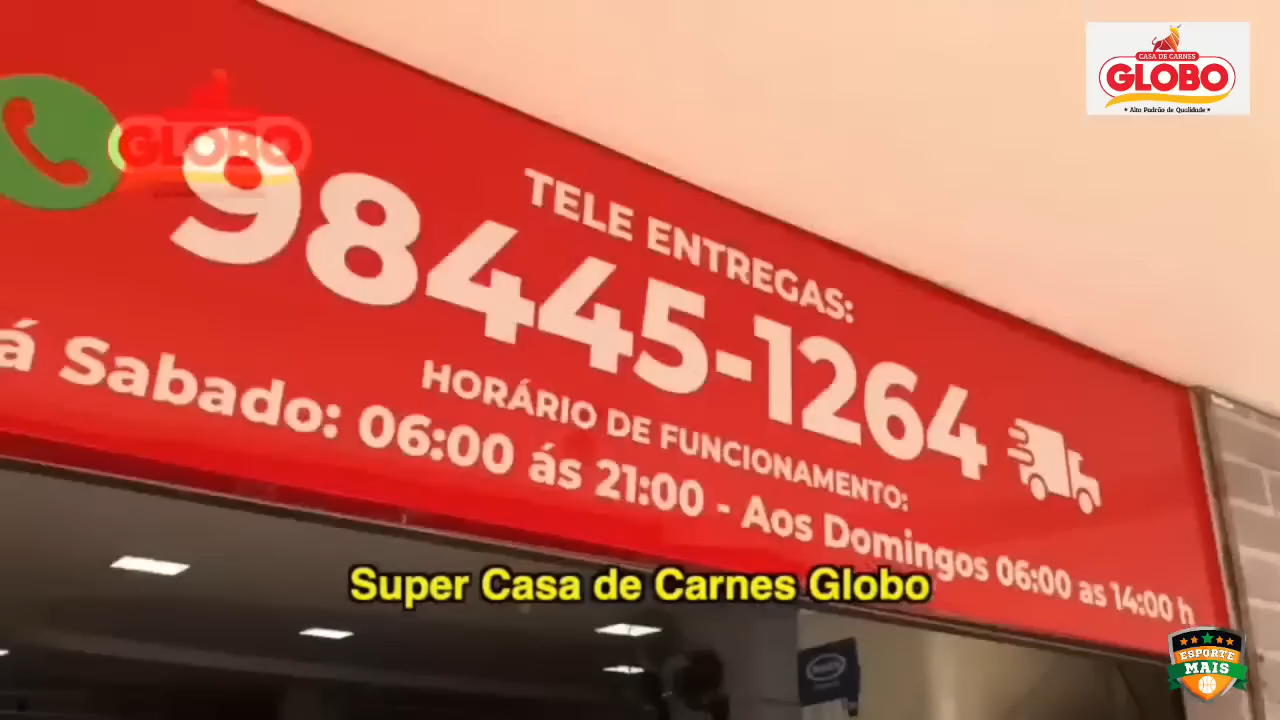 CASA DE CARNES
GLOBO
• Alto Padrão de Qualidade •
GLOBO
TELE ENTREGAS:
98445-1264
HORÁRIO DE FUNCIONAMENTO:
á Sabado: 06:00 ás 21:00 - Aos Domingos 06:00 as 14:00 h
Super Casa de Carnes Globo
ESPORTE
MAIS